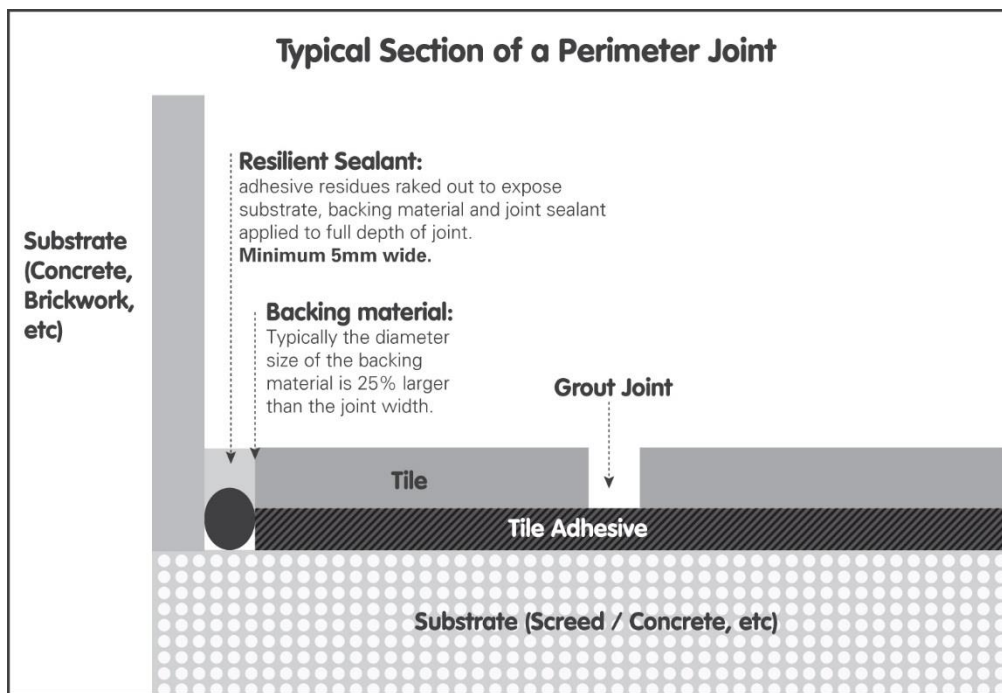 Typical Section of a Perimeter Joint
Resilient Sealant:
adhesive residues raked out to expose
substrate, backing material and joint sealant
applied to full depth of joint.
Minimum 5mm wide.
Substrate
(Concrete,
Brickwork,
etc)
Backing material:
Typically the diameter
size of the backing
material is 25% larger
than the joint width.
Grout Joint
Tile
Tile Adhesive
Substrate (Screed / Concrete, etc)